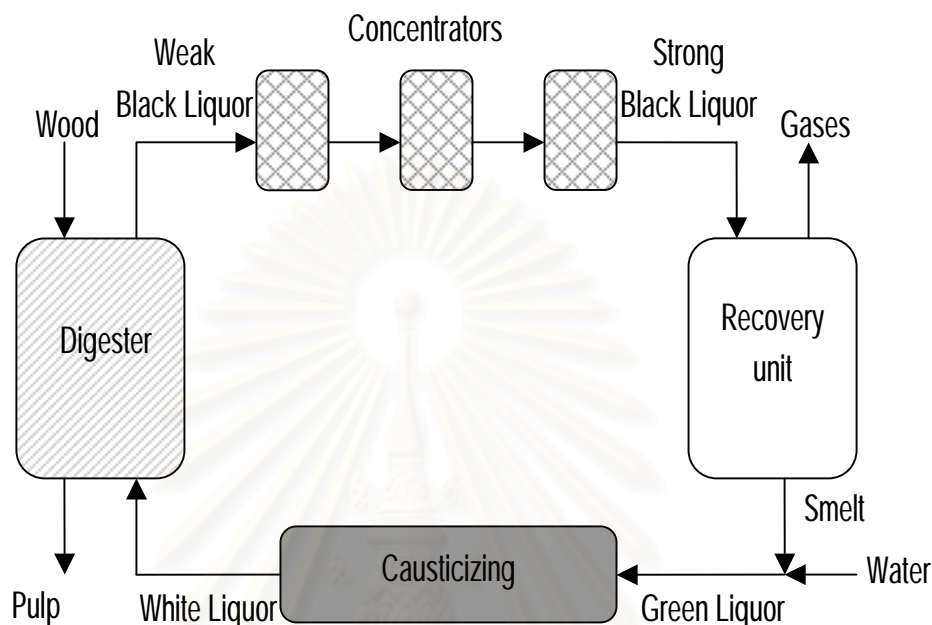 Concentrators
Weak
Black Liquor
Strong
Black Liquor
Wood
Gases
Digester
Recovery
unit
Smelt
Causticizing
Water
Pulp
White Liquor
Green Liquor